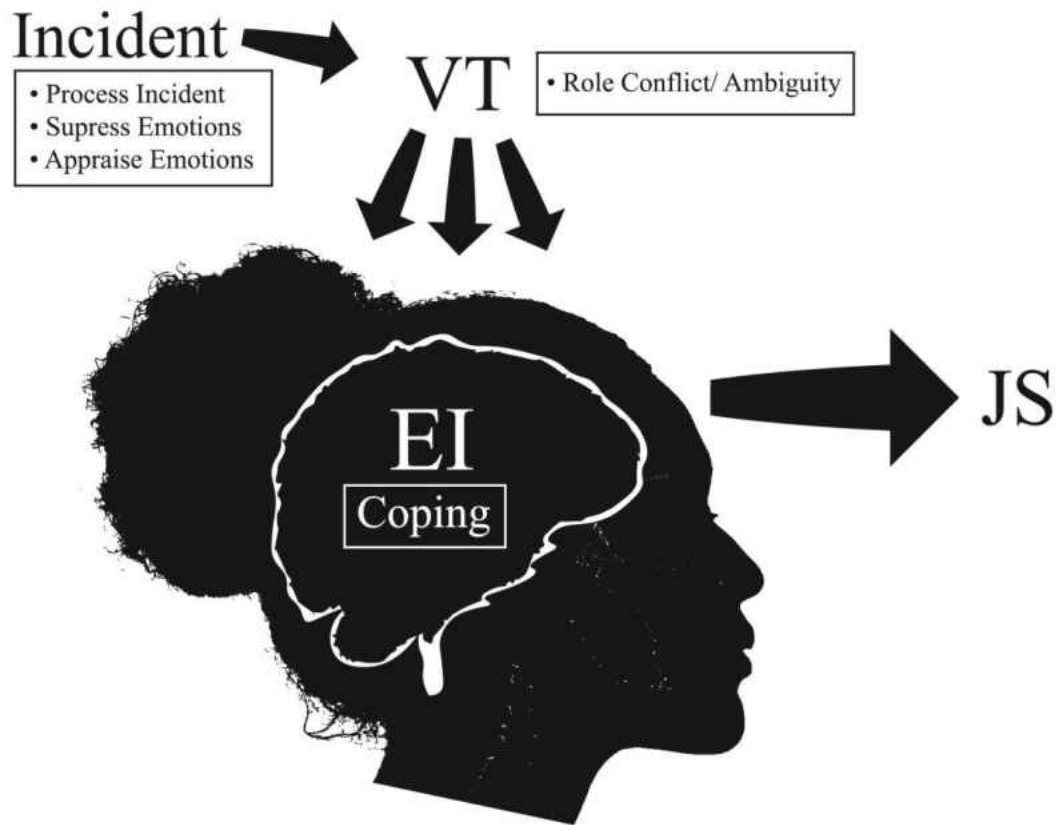 Incident
• Process Incident
• Supress Emotions
• Appraise Emotions
VT
• Role Conflict/ Ambiguity
EI
Coping
JS